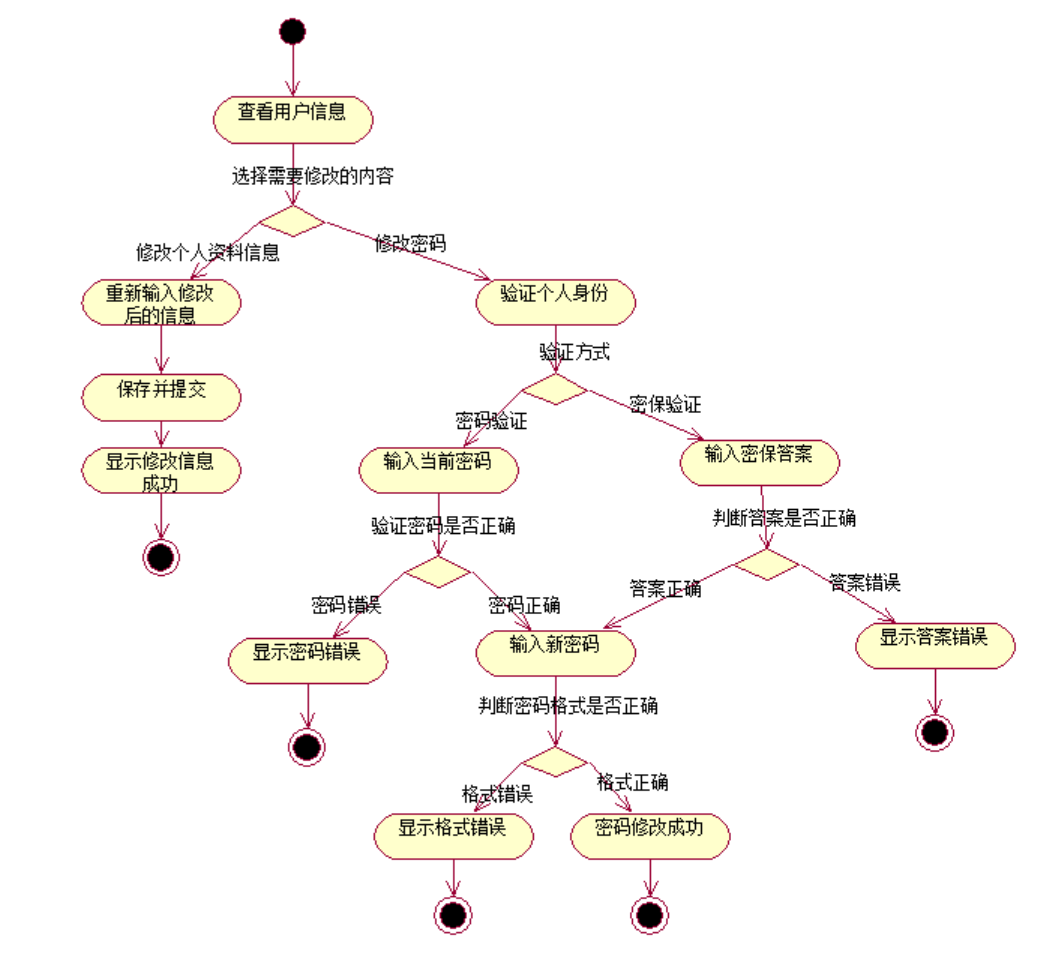 查看用户信息
选择需要修改的内容
修改个人资料信息
修改密码
重新输入修改
后的信息
验证个人身份
验证方式
保存并提交
密码验证
密保验证
显示修改信息
成功
输入当前密码
输入密保答案
验证密码是否正确
判断答案是否正确
密码错误
密码正确
答案正确
答案错误
显示密码错误
输入新密码
显示答案错误
判断密码格式是否正确
格式错误
格式正确
显示格式错误
密码修改成功